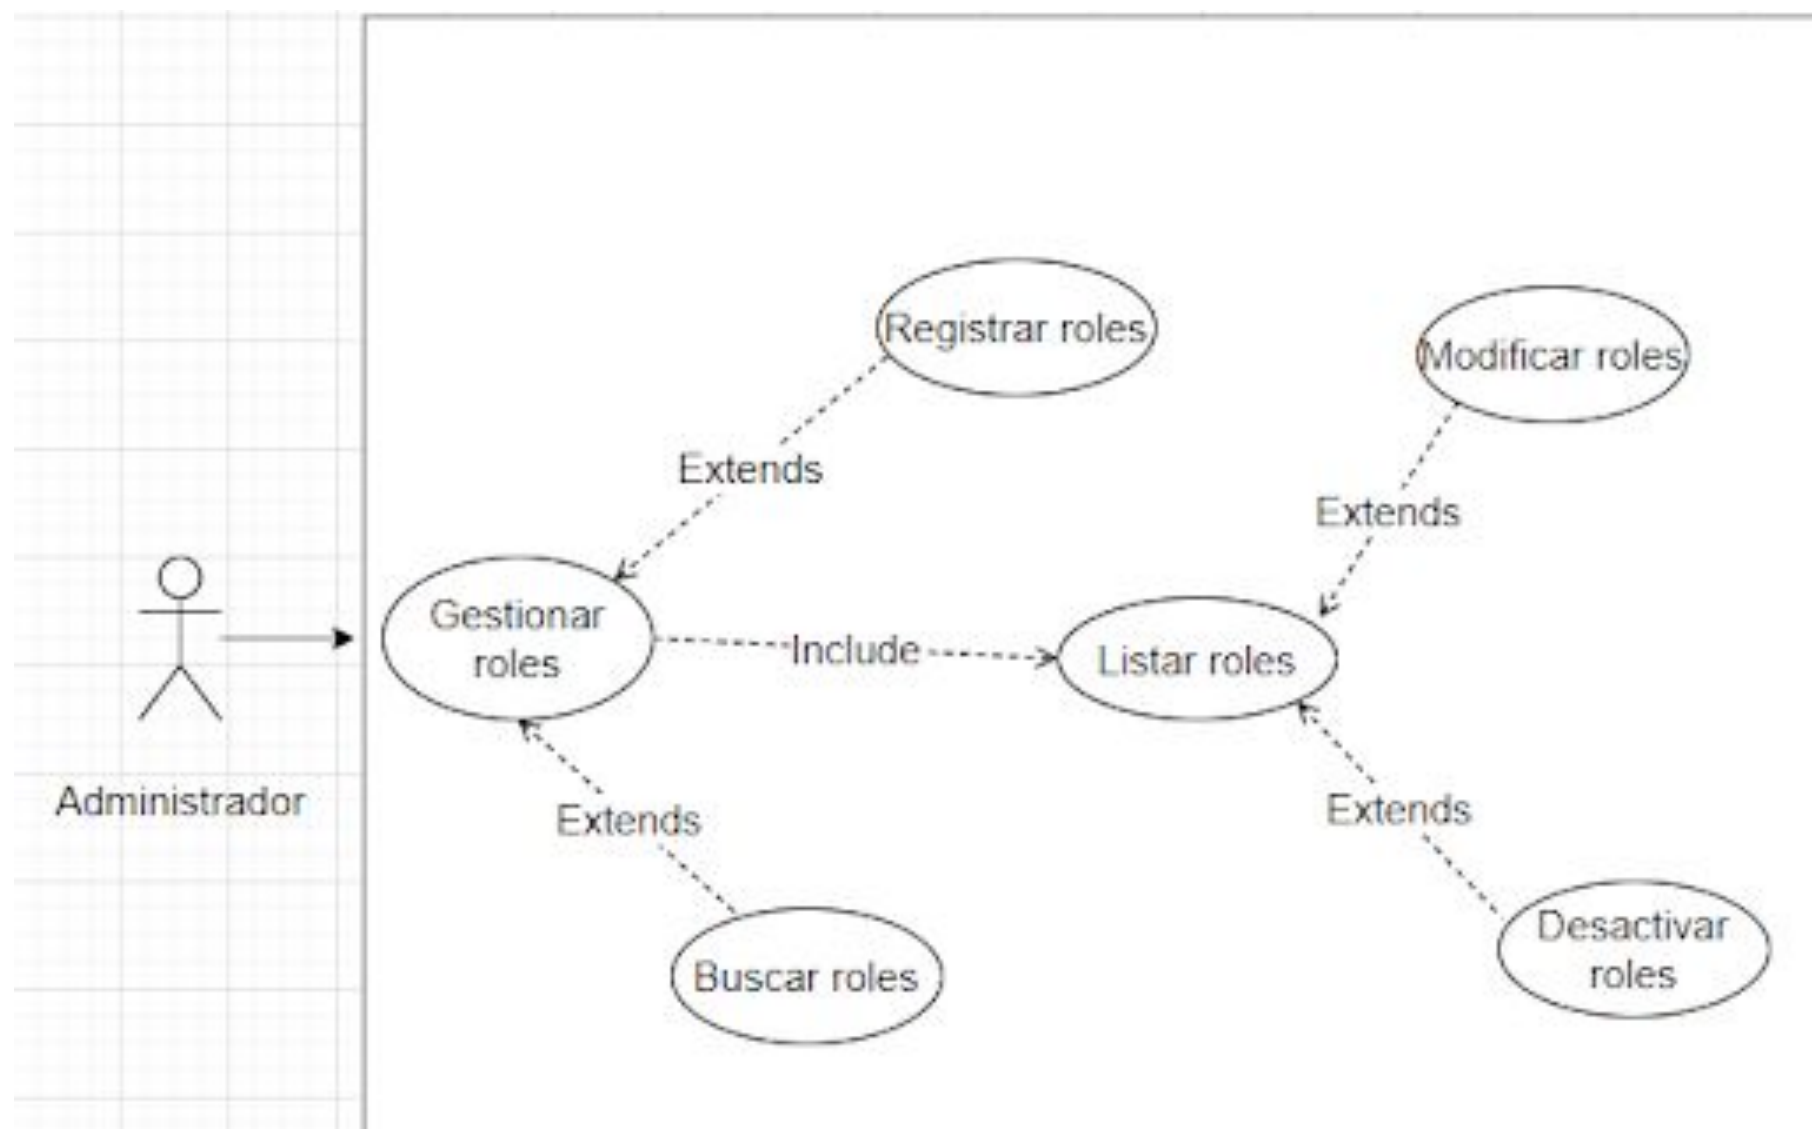 Registrar roles
Modificar roles
Extends
Extends
Gestionar
roles
Include
Listar roles
Administrador
Extends
Extends
Buscar roles
Desactivar
roles